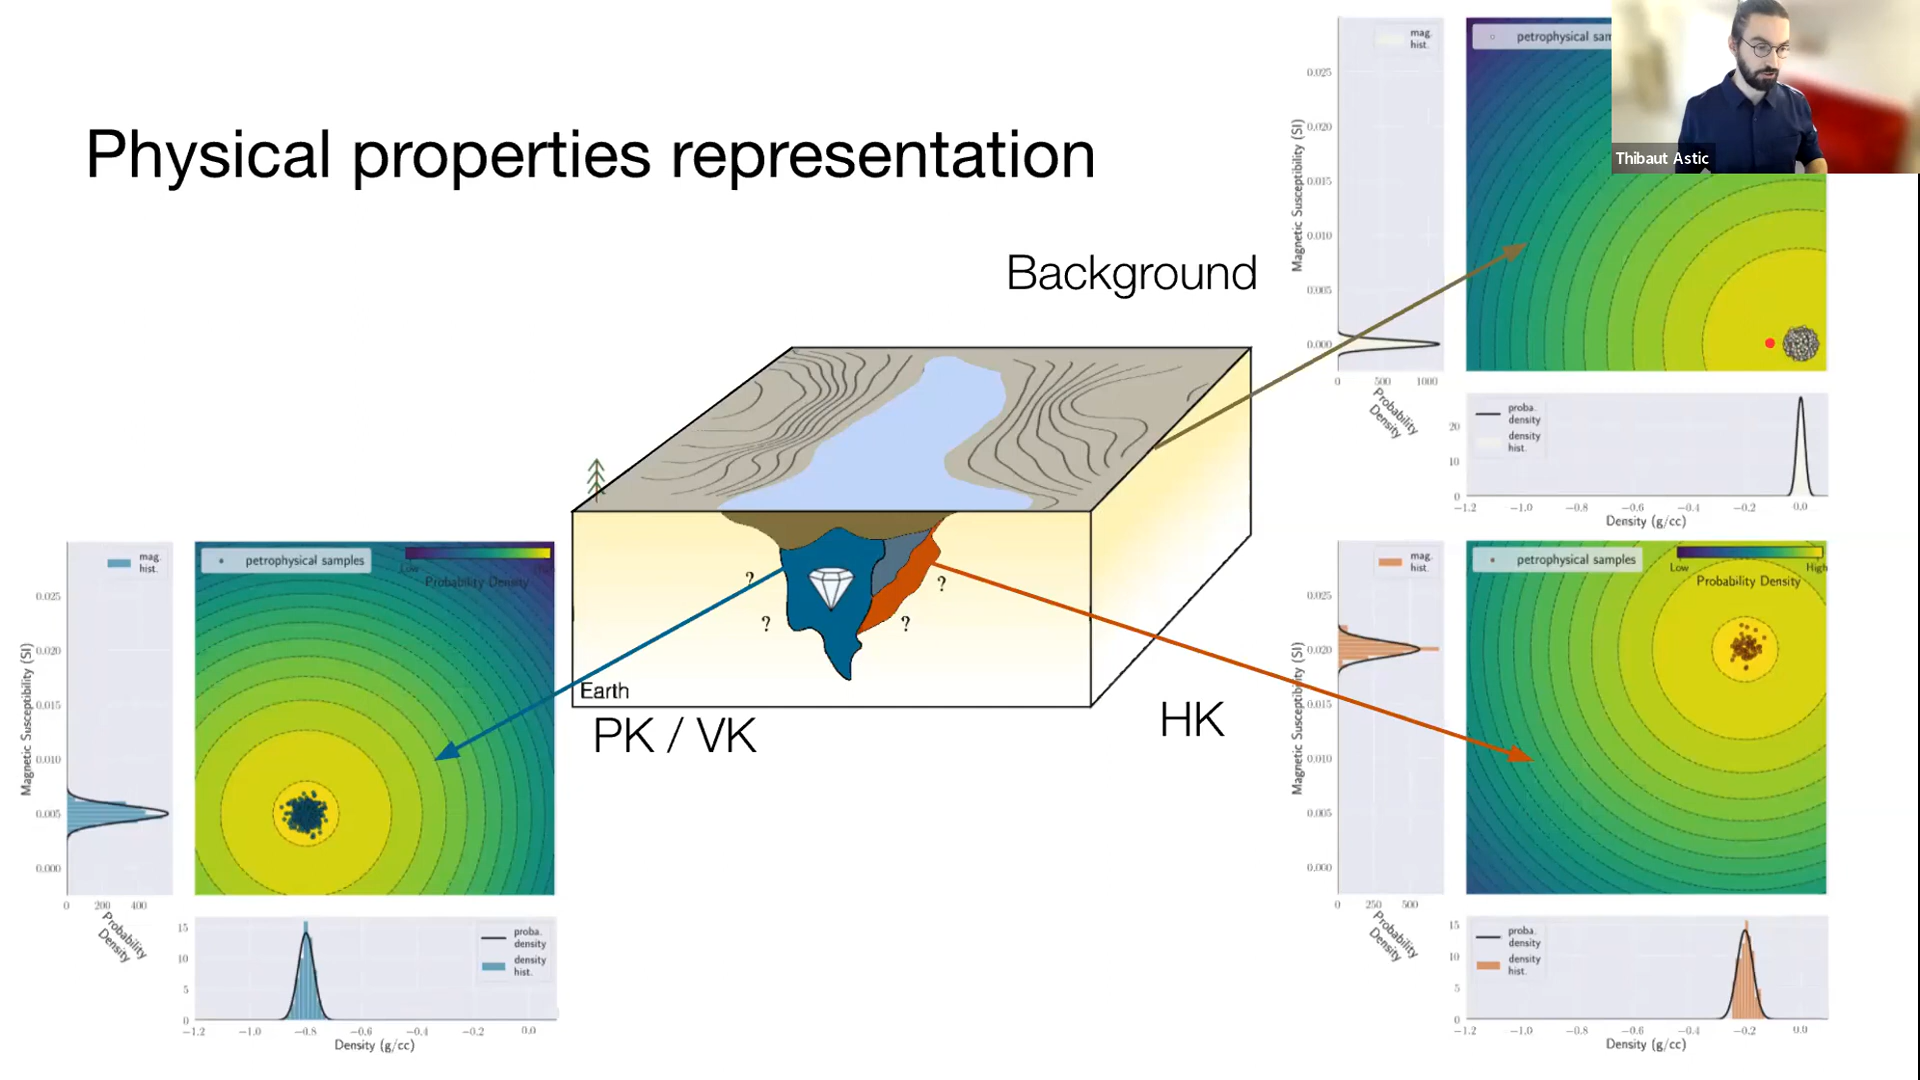 Physical properties representation
Thibaut Astic
Background
Earth
PK / VK
HK
?
?
?
?
mag.
hist.
petrophysical sam
Magnetic Susceptibility (SI)
0.025
0.020
0.015
0.010
0.005
0.000
0 500 1000
Probability
Density
proba.
density
density
hist.
20
10
0
−1.2 −1.0 −0.8 −0.6 −0.4 −0.2 0.0
Density (g/cc)
mag.
hist.
petrophysical samples
Low
Probability Density
Magnetic Susceptibility (SI)
0.025
0.020
0.015
0.010
0.005
0.000
0 200 400
Probability
Density
proba.
density
density
hist.
15
10
5
0
−1.2 −1.0 −0.8 −0.6 −0.4 −0.2 0.0
Density (g/cc)
mag.
hist.
petrophysical samples
Low High
Probability Density
Magnetic Susceptibility (SI)
0.025
0.020
0.015
0.010
0.005
0.000
0 250 500
Probability
Density
proba.
density
density
hist.
15
10
5
0
−1.2 −1.0 −0.8 −0.6 −0.4 −0.2 0.0
Density (g/cc)